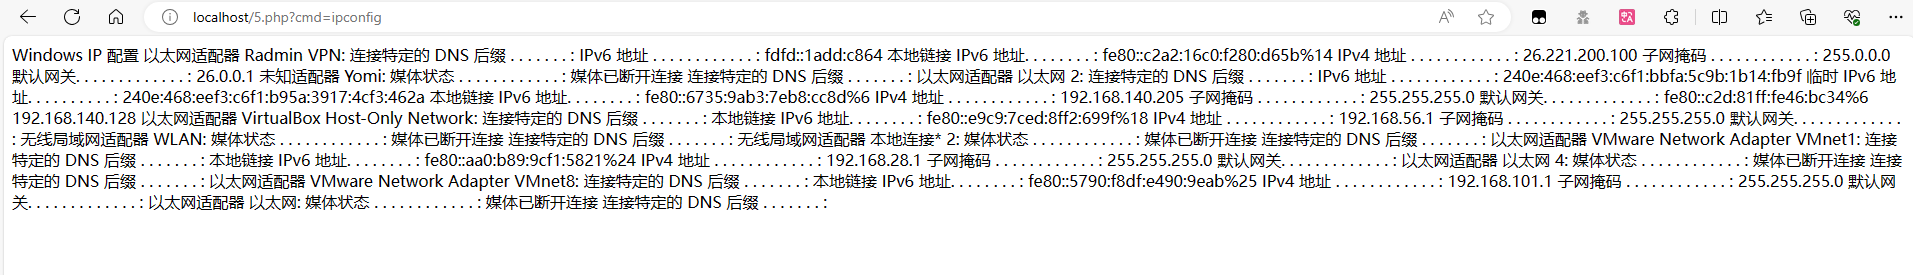 localhost/5.php?cmd=ipconfig
Windows IP 配置 以太网适配器 Radmin VPN: 连接特定的 DNS 后缀 . . . . . . . : IPv6 地址 . . . . . . . . . . . . : fdfd::1add:c864 本地链接 IPv6 地址. . . . . . . . : fe80::c2a2:16c0:f280:d65b%14 IPv4 地址 . . . . . . . . . . . . : 26.221.200.100 子网掩码 . . . . . . . . . . . . : 255.0.0.0
默认网关. . . . . . . . . . . . . : 26.0.0.1 未知适配器 Yomi: 媒体状态 . . . . . . . . . . . . : 媒体已断开连接 连接特定的 DNS 后缀 . . . . . . . : 以太网适配器 以太网 2: 连接特定的 DNS 后缀 . . . . . . . : IPv6 地址 . . . . . . . . . . . . : 240e:468:eef3:c6f1:bbfa:5c9b:1b14:fb9f 临时 IPv6 地
址. . . . . . . . . . : 240e:468:eef3:c6f1:b95a:3917:4cf3:462a 本地链接 IPv6 地址. . . . . . . . : fe80::6735:9ab3:7eb8:cc8d%6 IPv4 地址 . . . . . . . . . . . . : 192.168.140.205 子网掩码 . . . . . . . . . . . . : 255.255.255.0 默认网关. . . . . . . . . . . . . : fe80::c2d:81ff:fe46:bc34%6
192.168.140.128 以太网适配器 VirtualBox Host-Only Network: 连接特定的 DNS 后缀 . . . . . . . : 本地链接 IPv6 地址. . . . . . . . : fe80::e9c9:7ced:8ff2:699f%18 IPv4 地址 . . . . . . . . . . . . : 192.168.56.1 子网掩码 . . . . . . . . . . . . : 255.255.255.0 默认网关. . . . . . . . . . . . .
: 无线局域网适配器 WLAN: 媒体状态 . . . . . . . . . . . . : 媒体已断开连接 连接特定的 DNS 后缀 . . . . . . . : 无线局域网适配器 本地连接* 2: 媒体状态 . . . . . . . . . . . . : 媒体已断开连接 连接特定的 DNS 后缀 . . . . . . . : 以太网适配器 VMware Network Adapter VMnet1: 连接
特定的 DNS 后缀 . . . . . . . : 本地链接 IPv6 地址. . . . . . . . : fe80::aa0:b89:9cf1:5821%24 IPv4 地址 . . . . . . . . . . . . : 192.168.28.1 子网掩码 . . . . . . . . . . . . : 255.255.255.0 默认网关. . . . . . . . . . . . . : 以太网适配器 以太网 4: 媒体状态 . . . . . . . . . . . . : 媒体已断开连接 连接
特定的 DNS 后缀 . . . . . . . : 以太网适配器 VMware Network Adapter VMnet8: 连接特定的 DNS 后缀 . . . . . . . : 本地链接 IPv6 地址. . . . . . . . : fe80::5790:f8df:e490:9eab%25 IPv4 地址 . . . . . . . . . . . . : 192.168.101.1 子网掩码 . . . . . . . . . . . . : 255.255.255.0 默认网
关. . . . . . . . . . . . . : 以太网适配器 以太网: 媒体状态 . . . . . . . . . . . . : 媒体已断开连接 连接特定的 DNS 后缀 . . . . . . . :